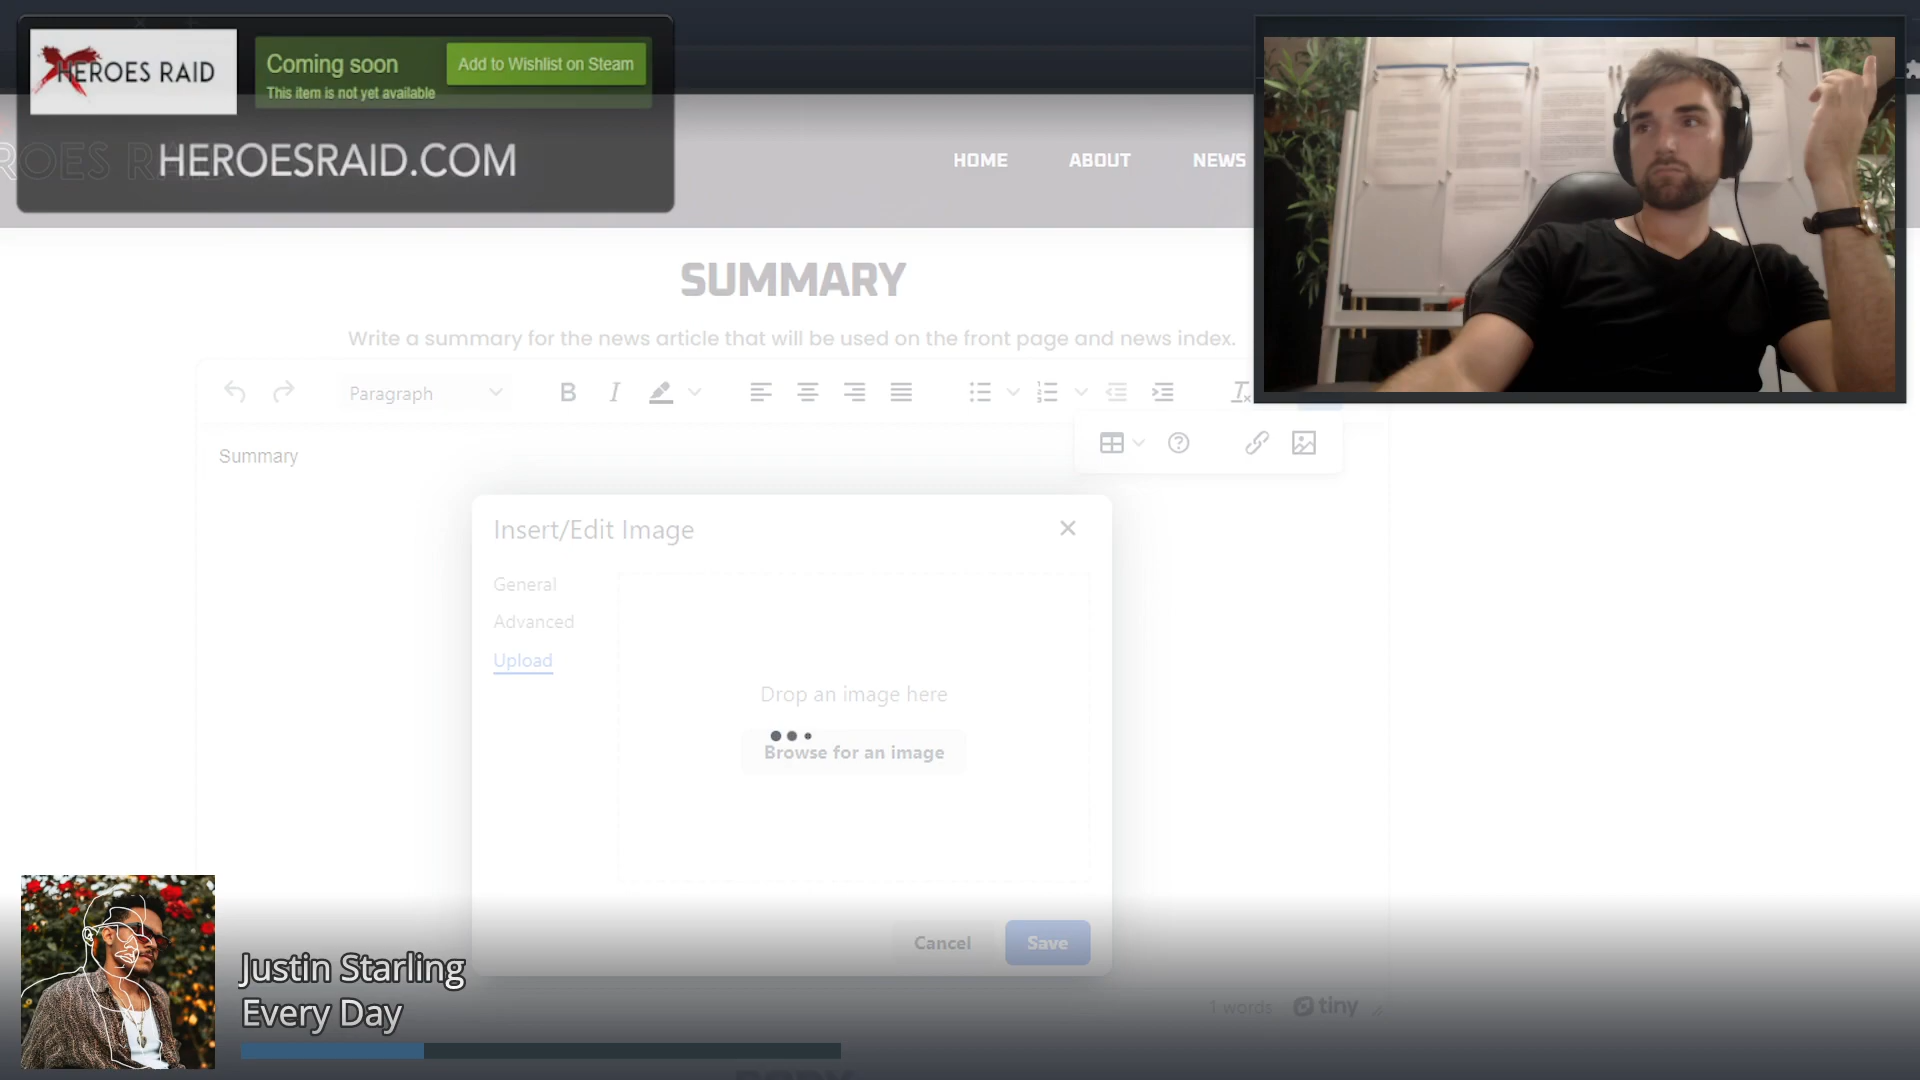 HEROES RAID
Coming soon
This item is not yet available
Add to Wishlist on Steam
HEROESRAID.COM
HOME
ABOUT
NEWS
SUMMARY
Write a summary for the news article that will be used on the front page and news index.
Paragraph
Summary
Insert/Edit Image
General
Advanced
Upload
Drop an image here
Browse for an image
Cancel
Save
1 words
tiny
Justin Starling
Every Day